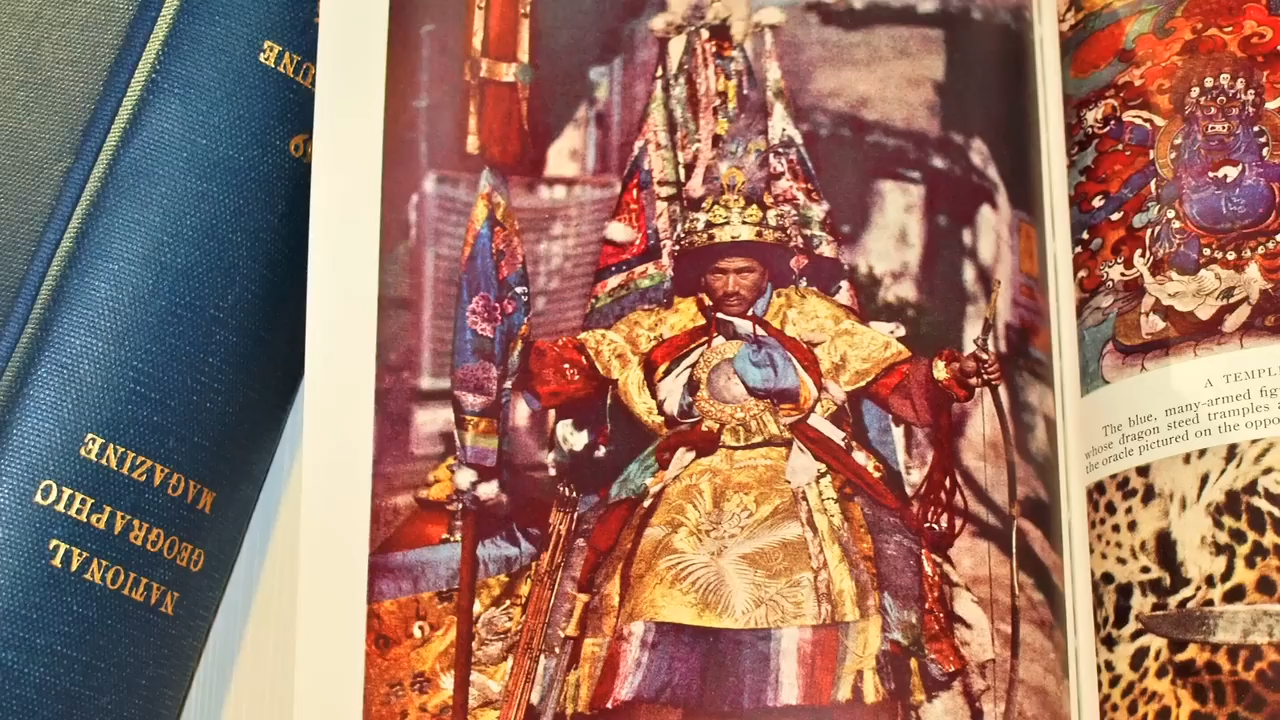 NATIONAL
GEOGRAPHIC
MAGAZINE
A TEMPL
The blue, many-armed fig
whose dragon steed tramples
the oracle pictured on the oppo